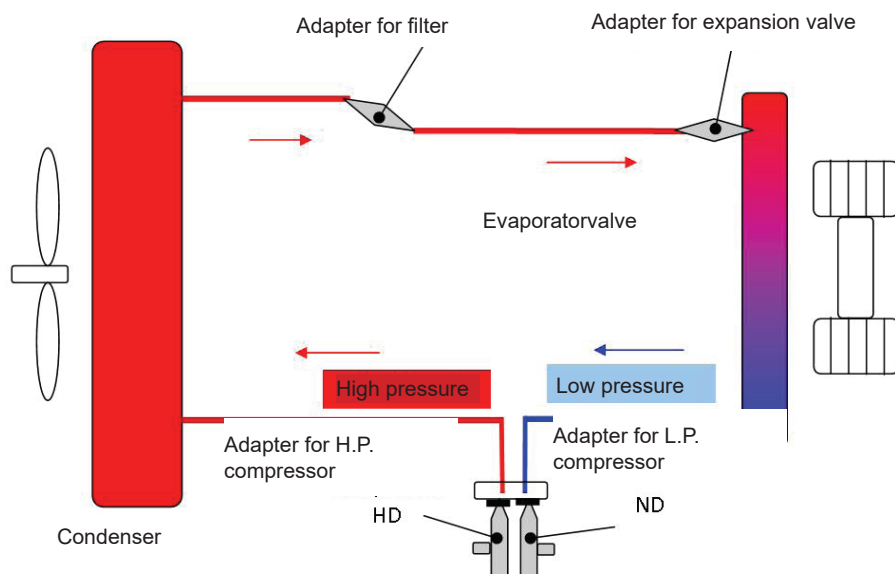 Adapter for filter
Adapter for expansion valve
Evaporatorvalve
High pressure
Low pressure
Adapter for H.P.
compressor
Adapter for L.P.
compressor
HD
ND
Condenser